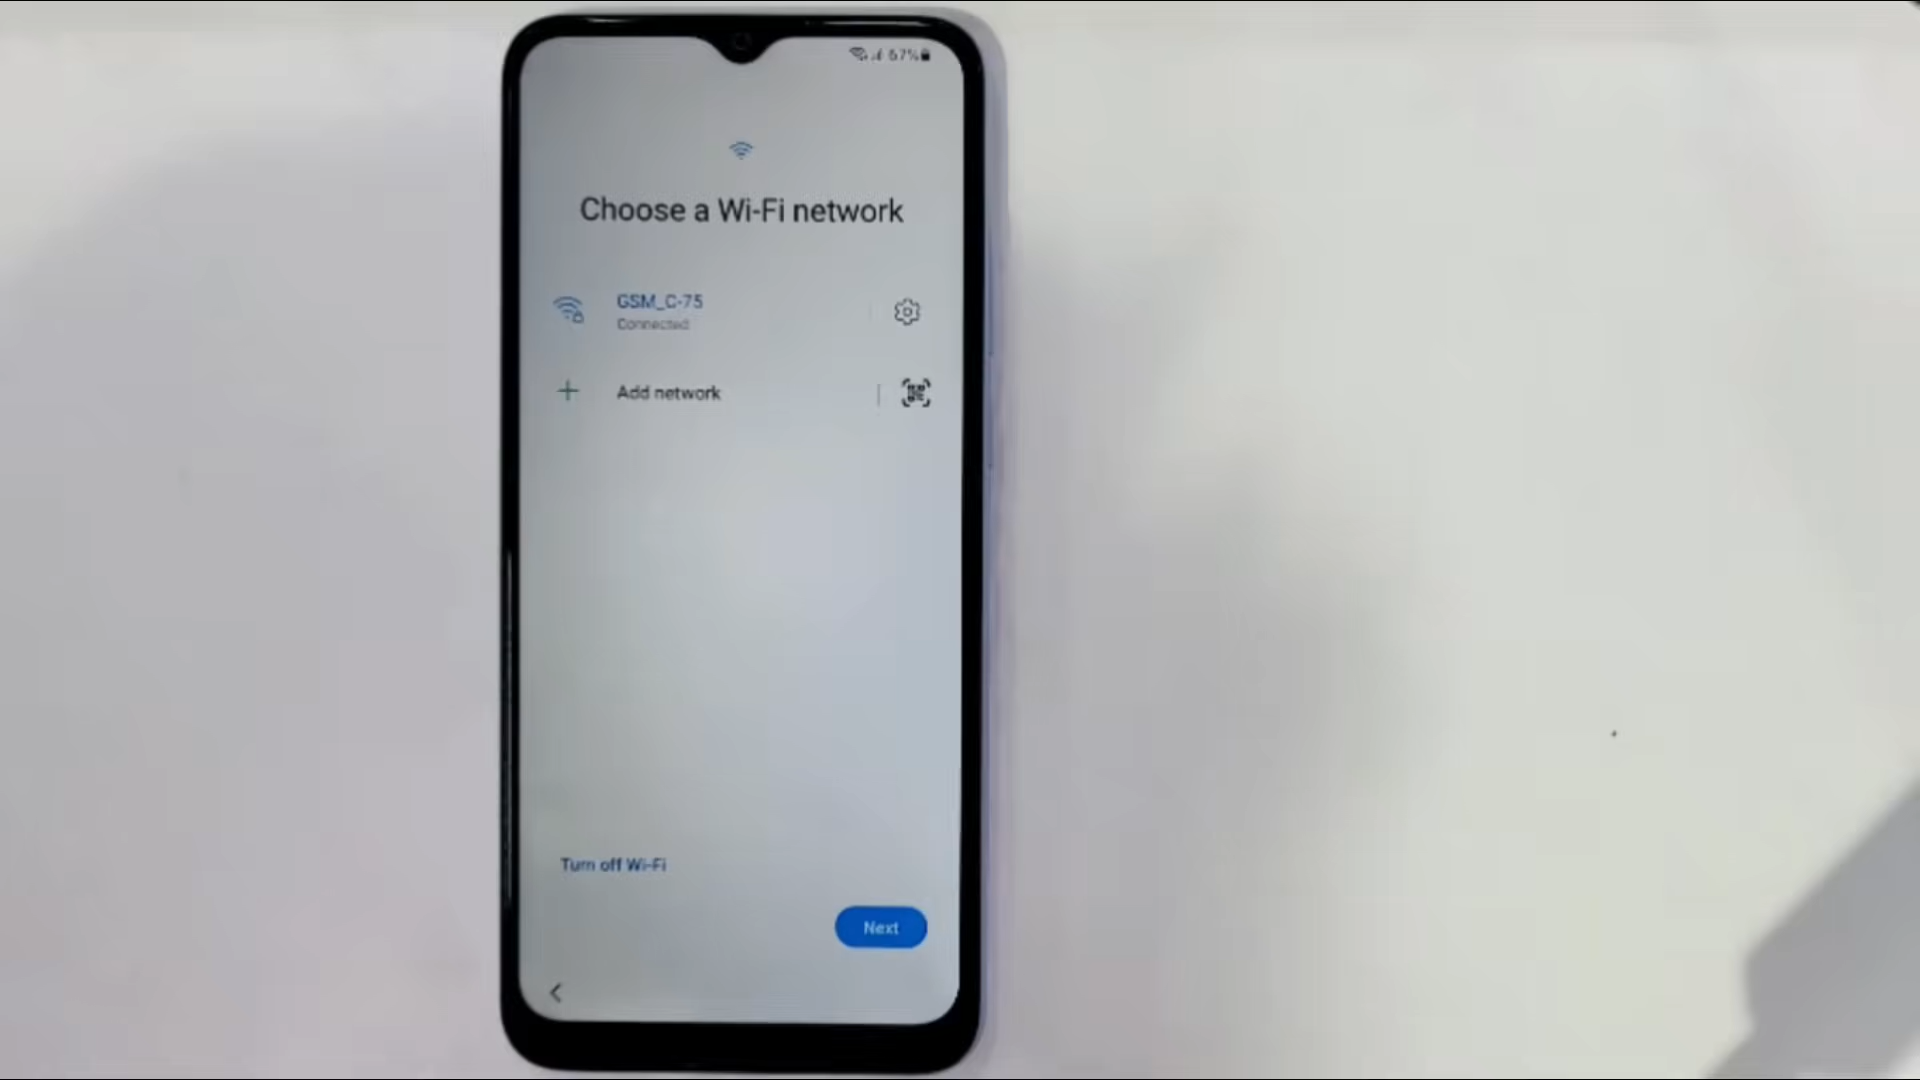 67%
Choose a Wi-Fi network
GSM_C-75
Connected
Add network
Turn off Wi-Fi
Next